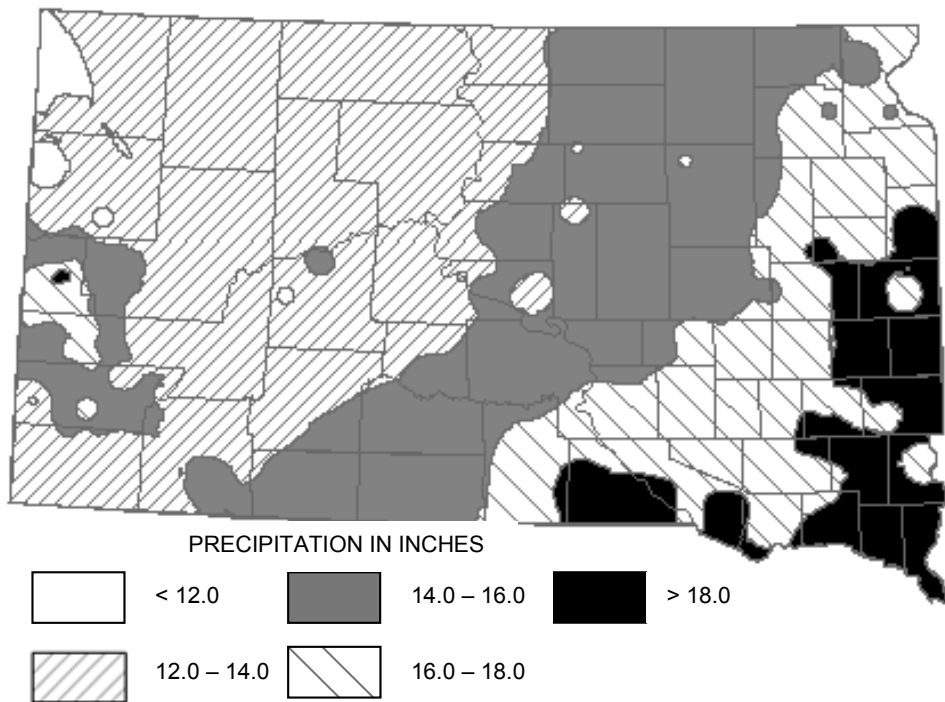 PRECIPITATION IN INCHES
< 12.0
14.0 – 16.0
> 18.0
12.0 – 14.0
16.0 – 18.0